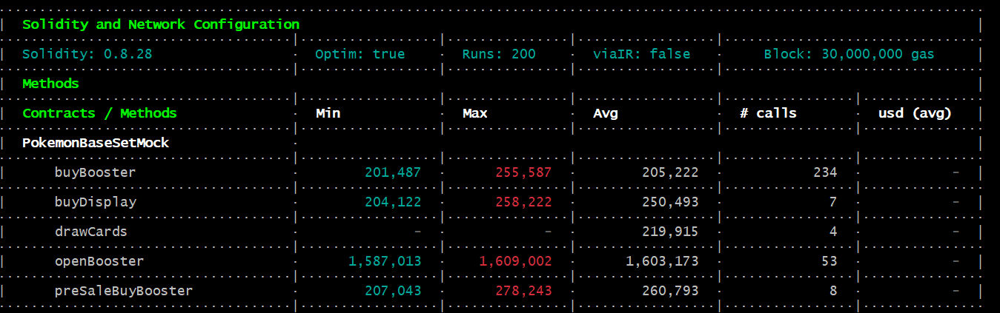 Solidity and Network Configuration
Solidity: 0.8.28 Optim: true Runs: 200 viaIR: false Block: 30,000,000 gas
Methods
Contracts / Methods Min Max Avg # calls usd (avg)
PokemonBaseSetMock
buyBooster 201,487 255,587 205,222 234 -
buyDisplay 204,122 258,222 250,493 7 -
drawCards - - 219,915 4 -
openBooster 1,587,013 1,609,002 1,603,173 53 -
preSaleBuyBooster 207,043 278,243 260,793 8 -